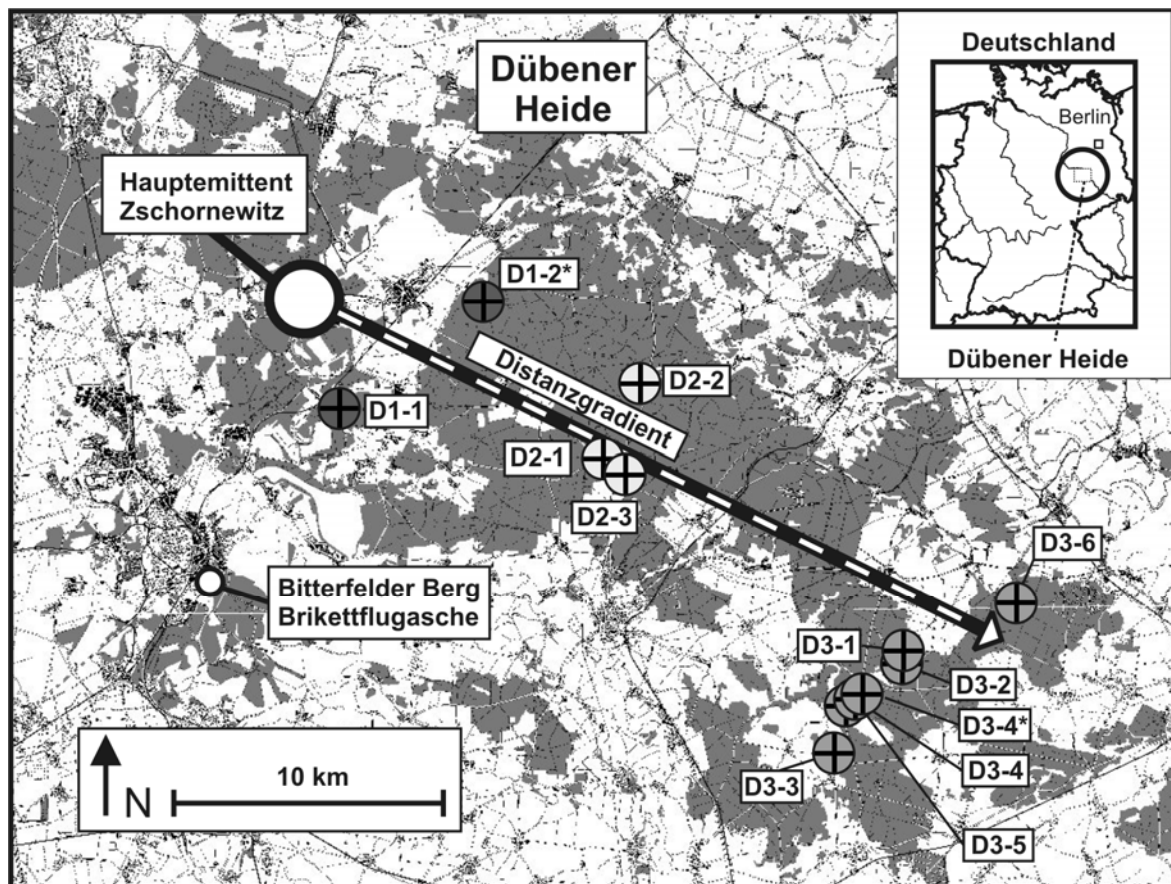 Dübener
Heide
Deutschland
Berlin
Dübener Heide
Hauptemittent
Zschornewitz
D1-2*
Distanzgradient
D2-2
D1-1
D2-1
D2-3
D3-6
Bitterfelder Berg
Brikettflugasche
D3-1
D3-2
D3-4*
D3-4
D3-3
D3-5
N
10 km